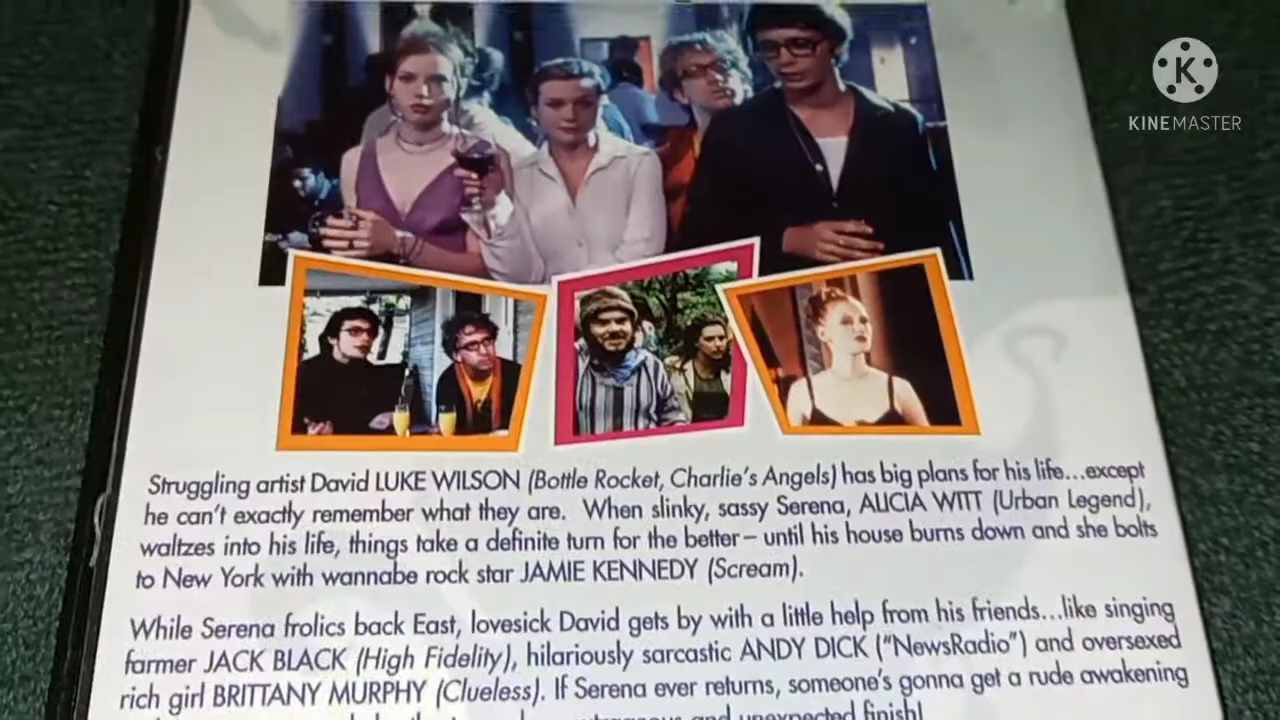 K
KINEMASTER
Struggling artist David LUKE WILSON (Bottle Rocket, Charlie's Angels) has big plans for his life...except
he can't exactly remember what they are. When slinky, sassy Serena, ALICIA WITT (Urban Legend),
waltzes into his life, things take a definite turn for the better – until his house burns down and she bolts
to New York with wannabe rock star JAMIE KENNEDY (Scream).
While Serena frolics back East, lovesick David gets by with a little help from his friends...like singing
farmer JACK BLACK (High Fidelity), hilariously sarcastic ANDY DICK ("NewsRadio") and oversexed
rich girl BRITTANY MURPHY (Clueless). If Serena ever returns, someone's gonna get a rude awakening
and unexpected finish!